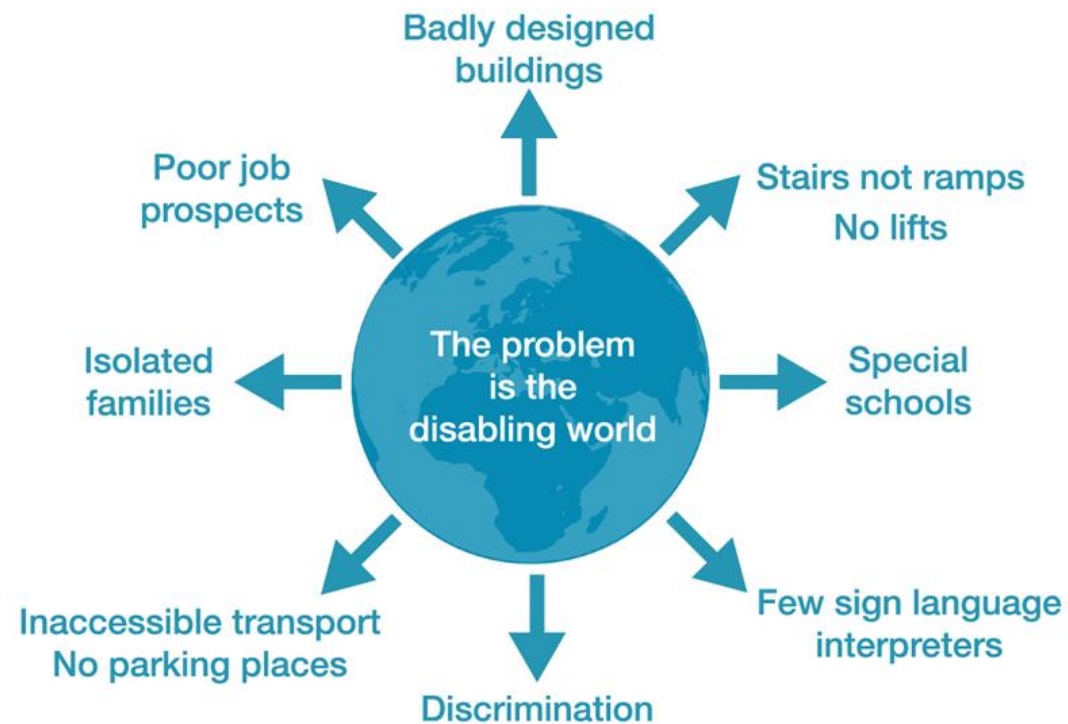 Badly designed
buildings
Poor job
prospects
Stairs not ramps
No lifts
Isolated
families
The problem
is the
disabling world
Special
schools
Inaccessible transport
No parking places
Few sign language
interpreters
Discrimination